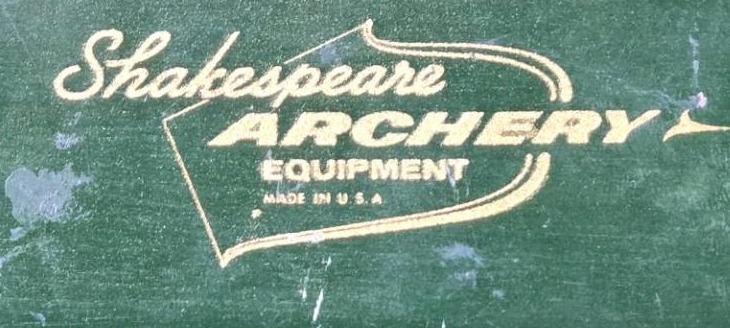 Shakespeare
ARCHERY
EQUIPMENT
MADE IN U.S.A